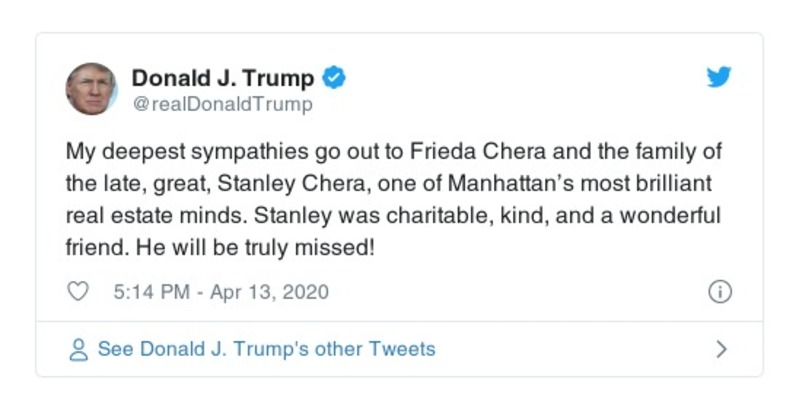 Donald J. Trump
@realDonaldTrump
My deepest sympathies go out to Frieda Chera and the family of
the late, great, Stanley Chera, one of Manhattan’s most brilliant
real estate minds. Stanley was charitable, kind, and a wonderful
friend. He will be truly missed!
5:14 PM - Apr 13, 2020
See Donald J. Trump's other Tweets